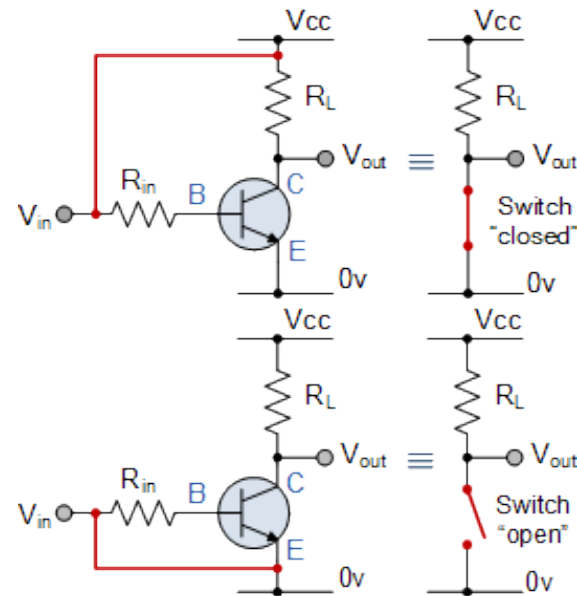 Vcc Vcc
RL RL
Vout ≡ Vout
Rin B C
Vin Switch
"closed"
E
0v 0v
Vcc Vcc
RL RL
Vout ≡ Vout
Rin B C
Vin Switch
"open"
E
0v 0v